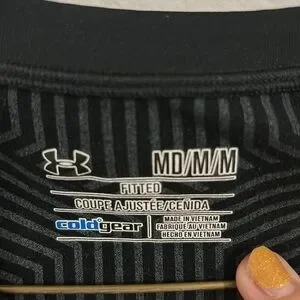 MD/M/M
FITTED
COUPE AJUSTÉE/CEÑIDA
coldgear
MADE IN VIETNAM
FABRIQUÉ AU VIETNAM
HECHO EN VIETNAM